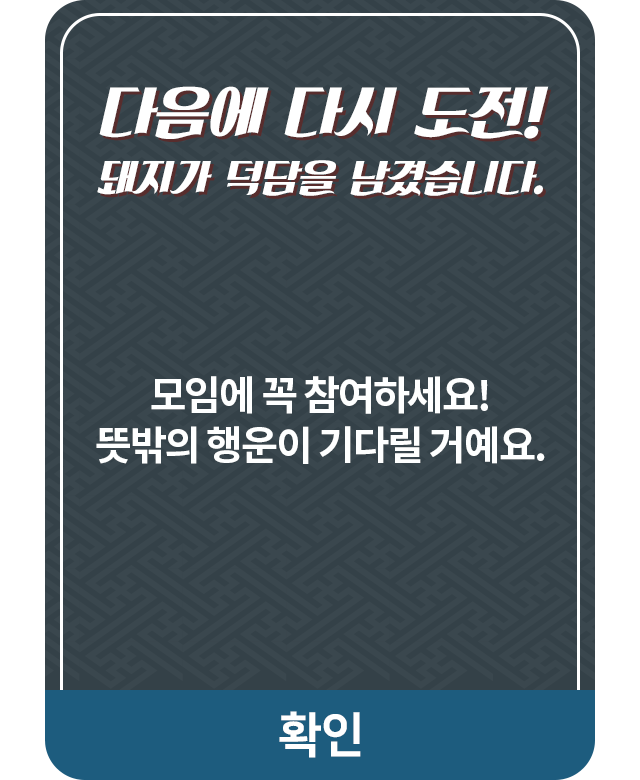 다음에 다시 도전!
돼지가 덕담을 남겼습니다.
모임에 꼭 참여하세요!
뜻밖의 행운이 기다릴 거예요.
확인